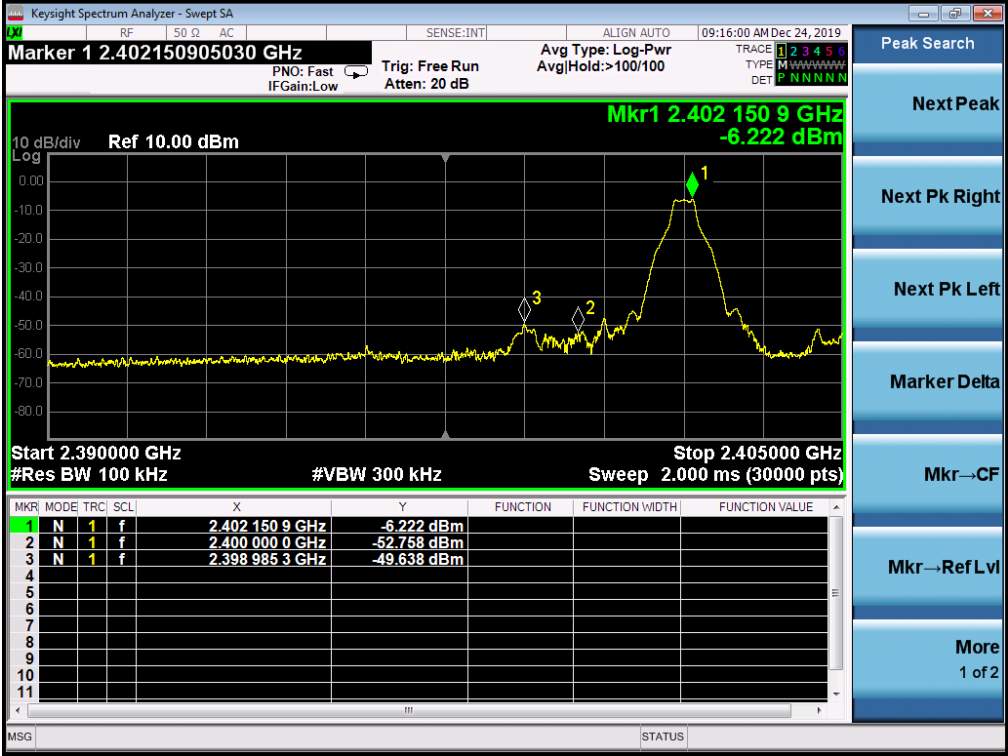 Keysight Spectrum Analyzer - Swept SA
LXI RF 50 Ω AC SENSE:INT ALIGN AUTO 09:16:00 AM Dec 24, 2019
Marker 1 2.402150905030 GHz
PNO: Fast
IFGain:Low
Trig: Free Run
Atten: 20 dB
Avg Type: Log-Pwr
Avg|Hold:>100/100
TRACE 1 2 3 4 5 6
TYPE M W W W W W
DET P N N N N N
Peak Search
Next Peak
Next Pk Right
Next Pk Left
Marker Delta
Mkr→CF
Mkr→Ref Lvl
More
1 of 2
Mkr1 2.402 150 9 GHz
-6.222 dBm
10 dB/div Ref 10.00 dBm
Log
0.00
-10.0
-20.0
-30.0
-40.0
-50.0
-60.0
-70.0
-80.0
1
3
2
Start 2.390000 GHz Stop 2.405000 GHz
#Res BW 100 kHz #VBW 300 kHz Sweep 2.000 ms (30000 pts)
MKR MODE TRC SCL X Y FUNCTION FUNCTION WIDTH FUNCTION VALUE
1 N 1 f 2.402 150 9 GHz -6.222 dBm
2 N 1 f 2.400 000 0 GHz -52.758 dBm
3 N 1 f 2.398 985 3 GHz -49.638 dBm
4
5
6
7
8
9
10
11
MSG STATUS